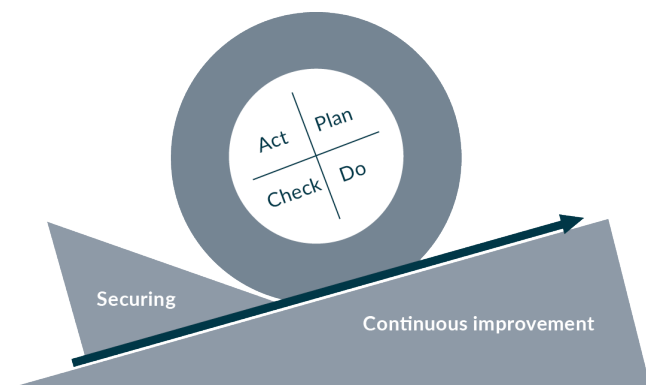 Act
Plan
Check
Do
Securing
Continuous improvement